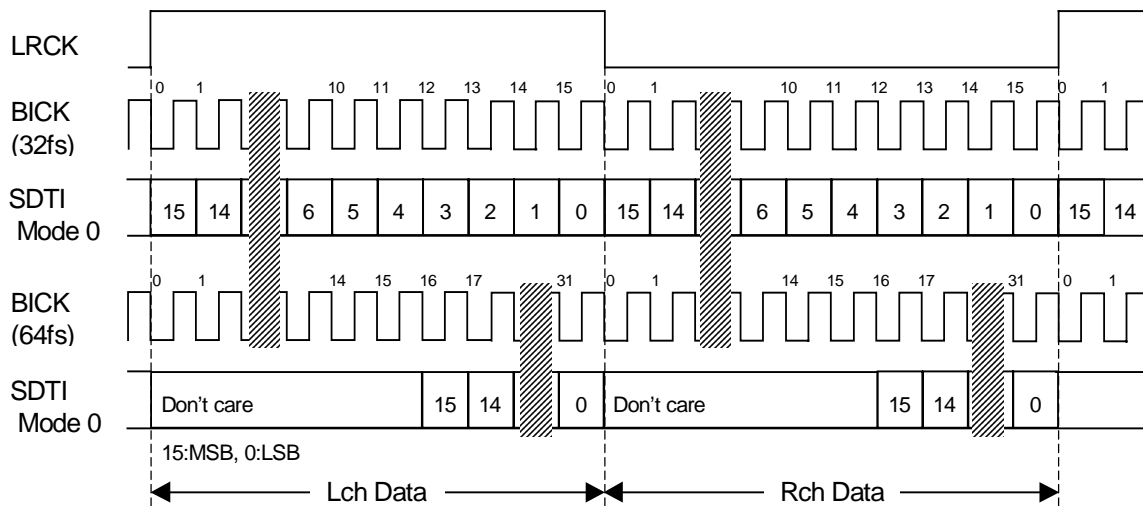 LRCK
0 1 10 11 12 13 14 15 0 1 10 11 12 13 14 15 0 1
BICK
(32fs)
SDTI
Mode 0
15 14 6 5 4 3 2 1 0 15 14 6 5 4 3 2 1 0 15 14
0 1 14 15 16 17 31 0 1 14 15 16 17 31 0 1
BICK
(64fs)
SDTI
Mode 0
Don't care 15 14 0 Don't care 15 14 0
15:MSB, 0:LSB
Lch Data Rch Data